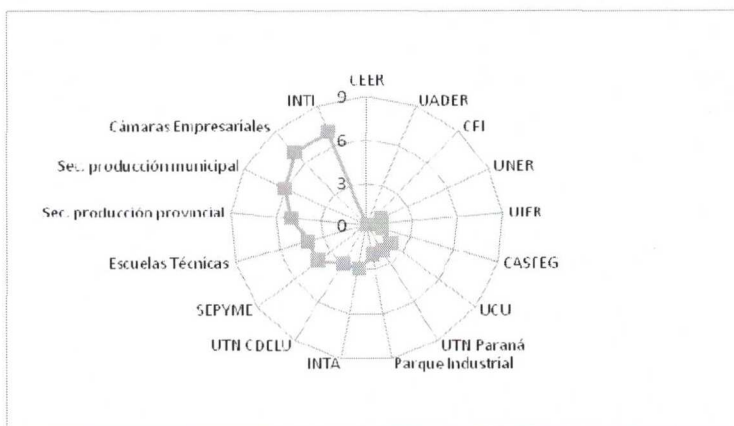 CEER
9
INTI
UADER
Cámaras Empresariales
CFI
6
Sec. producción municipal
UNER
3
Sec. producción provincial
0
UIER
Escuelas Técnicas
CASFEG
SEPYME
UCU
UTN CDELU
UTN Paraná
INTA
Parque Industrial